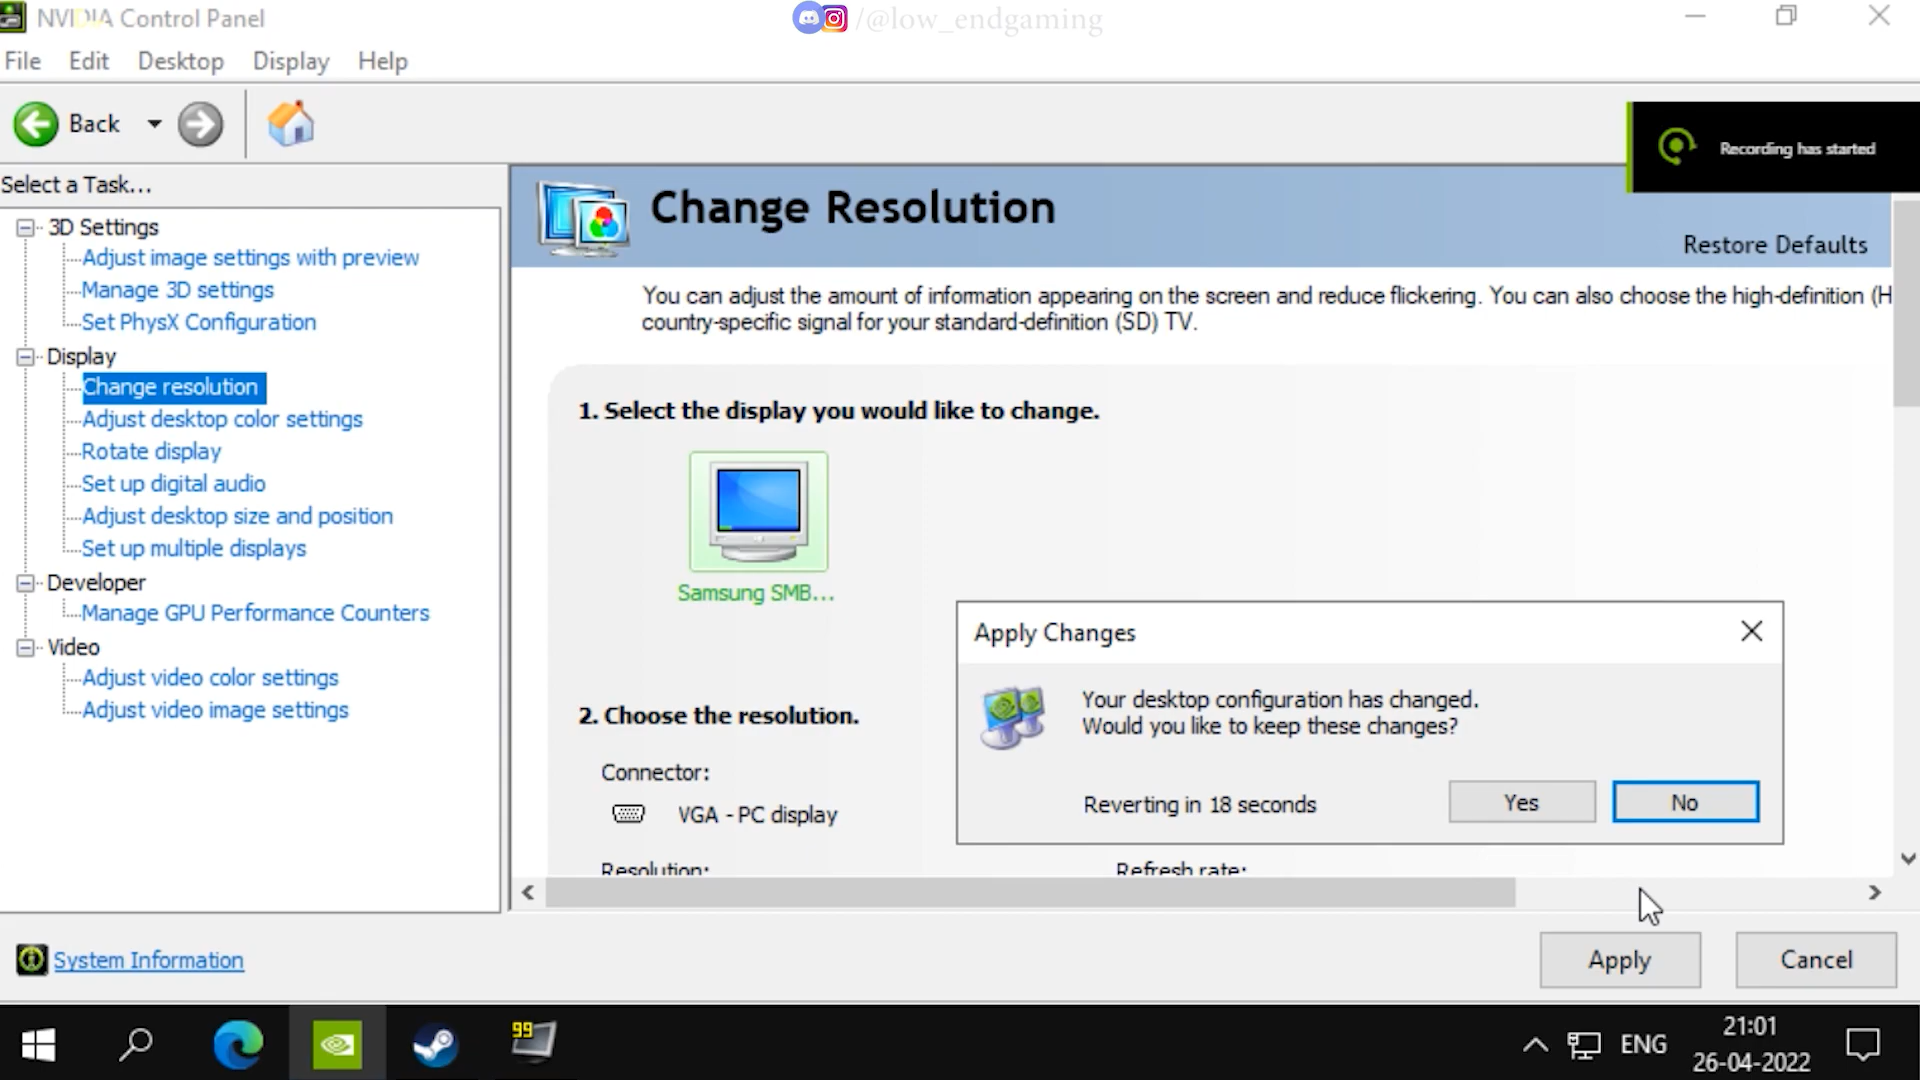 NVIDIA Control Panel
/@low_endgaming
File Edit Desktop Display Help
Back
Recording has started
Select a Task...
3D Settings
Adjust image settings with preview
Manage 3D settings
Set PhysX Configuration
Display
Change resolution
Adjust desktop color settings
Rotate display
Set up digital audio
Adjust desktop size and position
Set up multiple displays
Developer
Manage GPU Performance Counters
Video
Adjust video color settings
Adjust video image settings
System Information
Change Resolution
Restore Defaults
You can adjust the amount of information appearing on the screen and reduce flickering. You can also choose the high-definition (H
country-specific signal for your standard-definition (SD) TV.
1. Select the display you would like to change.
Samsung SMB...
2. Choose the resolution.
Connector:
VGA - PC display
Resolution:
Refresh rate:
Apply Changes
Your desktop configuration has changed.
Would you like to keep these changes?
Reverting in 18 seconds
Yes
No
Apply
Cancel
99
ENG
21:01
26-04-2022